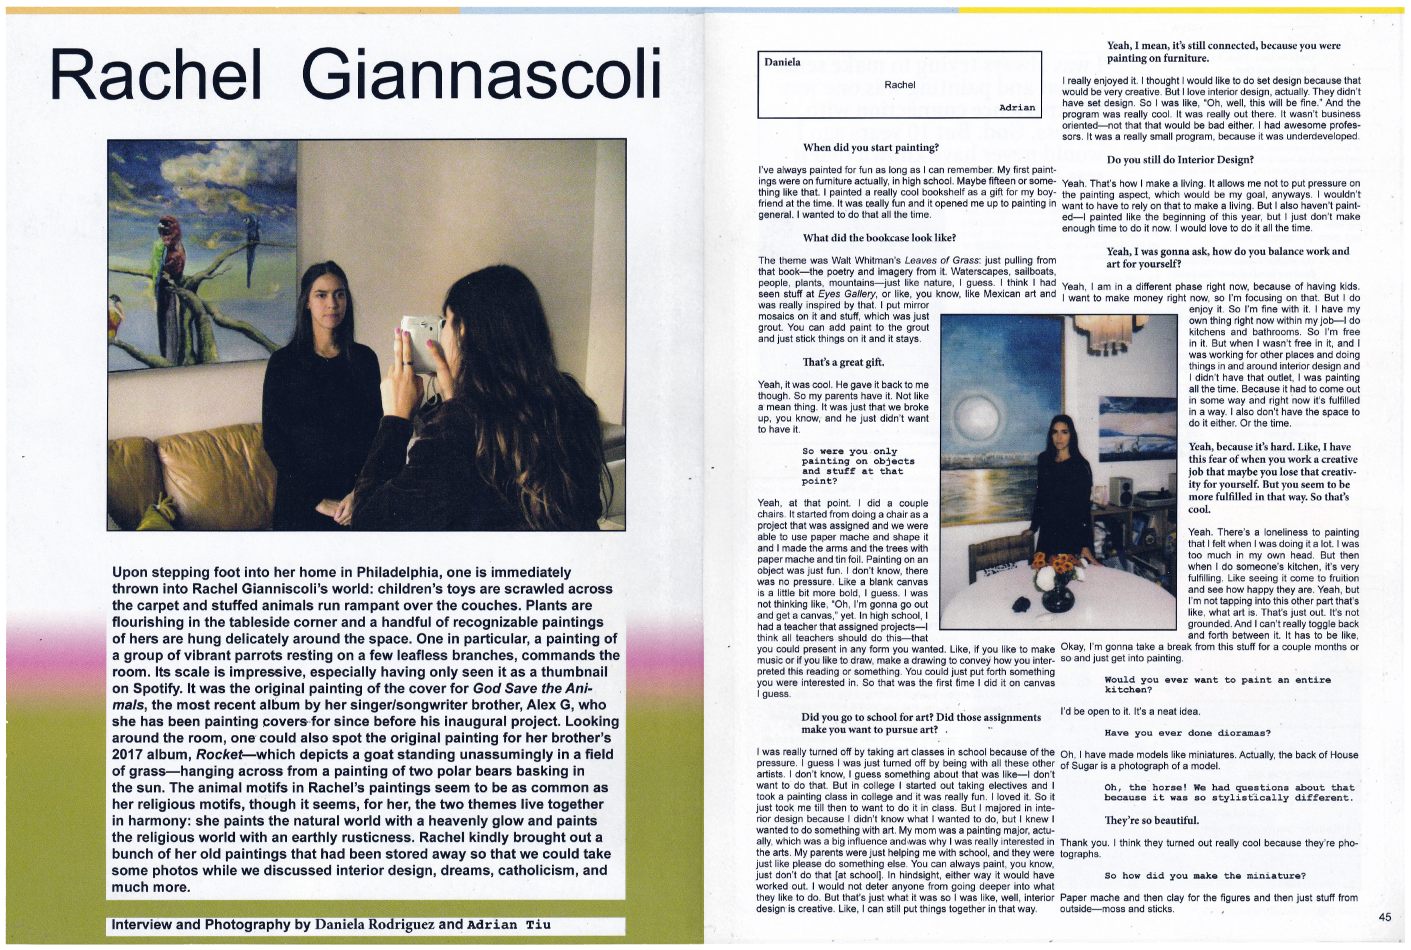 Rachel Giannascoli
Upon stepping foot into her home in Philadelphia, one is immediately
thrown into Rachel Gianniscoli's world: children's toys are scrawled across
the carpet and stuffed animals run rampant over the couches. Plants are
flourishing in the tableside corner and a handful of recognizable paintings
of hers are hung delicately around the space. One in particular, a painting of
a group of vibrant parrots resting on a few leafless branches, commands the
room. Its scale is impressive, especially having only seen it as a thumbnail
on Spotify. It was the original painting of the cover for God Save the Ani-
mals, the most recent album by her singer/songwriter brother, Alex G, who
she has been painting covers for since before his inaugural project. Looking
around the room, one could also spot the original painting for her brother's
2017 album, Rocket—which depicts a goat standing unassumingly in a field
of grass—hanging across from a painting of two polar bears basking in
the sun. The animal motifs in Rachel's paintings seem to be as common as
her religious motifs, though it seems, for her, the two themes live together
in harmony: she paints the natural world with a heavenly glow and paints
the religious world with an earthly rusticness. Rachel kindly brought out a
bunch of her old paintings that had been stored away so that we could take
some photos while we discussed interior design, dreams, catholicism, and
much more.
Interview and Photography by Daniela Rodriguez and Adrian Tiu
Daniela
Rachel
Adrian
When did you start painting?
I've always painted for fun as long as I can remember. My first paint-
ings were on furniture actually, in high school. Maybe fifteen or some-
thing like that. I painted a really cool bookshelf as a gift for my boy-
friend at the time. It was really fun and it opened me up to painting in
general. I wanted to do that all the time.
What did the bookcase look like?
The theme was Walt Whitman's Leaves of Grass: just pulling from
that book—the poetry and imagery from it. Waterscapes, sailboats,
people, plants, mountains—just like nature, I guess. I think I had
seen stuff at Eyes Gallery, or like, you know, like Mexican art and
was really inspired by that. I put mirror
mosaics on it and stuff, which was just
grout. You can add paint to the grout
and just stick things on it and it stays.
That's a great gift.
Yeah, it was cool. He gave it back to me
though. So my parents have it. Not like
a mean thing. It was just that we broke
up, you know, and he just didn't want
to have it.
So were you only
painting on objects
and stuff at that
point?
Yeah, at that point. I did a couple
chairs. It started from doing a chair as a
project that was assigned and we were
able to use paper mache and shape it
and I made the arms and the trees with
paper mache and tin foil. Painting on an
object was just fun. I don't know, there
was no pressure. Like a blank canvas
is a little bit more bold, I guess. I was
not thinking like, "Oh, I'm gonna go out
and get a canvas," yet. In high school, I
had a teacher that assigned projects—I
think all teachers should do this—that
you could present in any form you wanted. Like, if you like to make
music or if you like to draw, make a drawing to convey how you inter-
preted this reading or something. You could just put forth something
you were interested in. So that was the first time I did it on canvas
I guess.
Did you go to school for art? Did those assignments
make you want to pursue art?
I was really turned off by taking art classes in school because of the
pressure. I guess I was just turned off by being with all these other
artists. I don't know, I guess something about that was like—I don't
want to do that. But in college I started out taking electives and I
took a painting class in college and it was really fun. I loved it. So it
just took me till then to want to do it in class. But I majored in inte-
rior design because I didn't know what I wanted to do, but I knew I
wanted to do something with art. My mom was a painting major, actu-
ally, which was a big influence and was why I was really interested in
the arts. My parents were just helping me with school, and they were
just like please do something else. You can always paint, you know,
just don't do that [at school]. In hindsight, either way it would have
worked out. I would not deter anyone from going deeper into what
they like to do. But that's just what it was so I was like, well, interior
design is creative. Like, I can still put things together in that way.
Yeah, I mean, it's still connected, because you were
painting on furniture.
I really enjoyed it. I thought I would like to do set design because that
would be very creative. But I love interior design, actually. They didn't
have set design. So I was like, "Oh, well, this will be fine." And the
program was really cool. It was really out there. It wasn't business
oriented—not that that would be bad either. I had awesome profes-
sors. It was a really small program, because it was underdeveloped.
Do you still do Interior Design?
Yeah. That's how I make a living. It allows me not to put pressure on
the painting aspect, which would be my goal, anyways. I wouldn't
want to have to rely on that to make a living. But I also haven't paint-
ed—I painted like the beginning of this year, but I just don't make
enough time to do it now. I would love to do it all the time.
Yeah, I was gonna ask, how do you balance work and
art for yourself?
Yeah, I am in a different phase right now, because of having kids.
I want to make money right now, so I'm focusing on that. But I do
enjoy it. So I'm fine with it. I have my
own thing right now within my job—I do
kitchens and bathrooms. So I'm free
in it. But when I wasn't free in it, and I
was working for other places and doing
things in and around interior design and
I didn't have that outlet, I was painting
all the time. Because it had to come out
in some way and right now it's fulfilled
in a way. I also don't have the space to
do it either. Or the time.
Yeah, because it's hard. Like, I have
this fear of when you work a creative
job that maybe you lose that creativ-
ity for yourself. But you seem to be
more fulfilled in that way. So that's
cool.
Yeah. There's a loneliness to painting
that I felt when I was doing it a lot. I was
too much in my own head. But then
when I do someone's kitchen, it's very
fulfilling. Like seeing it come to fruition
and see how happy they are. Yeah, but
I'm not tapping into this other part that's
like, what art is. That's just out. It's not
grounded. And I can't really toggle back
and forth between it. It has to be like,
Okay, I'm gonna take a break from this stuff for a couple months or
so and just get into painting.
Would you ever want to paint an entire
kitchen?
I'd be open to it. It's a neat idea.
Have you ever done dioramas?
Oh, I have made models like miniatures. Actually, the back of House
of Sugar is a photograph of a model.
Oh, the horse! We had questions about that
because it was so stylistically different.
They're so beautiful.
Thank you. I think they turned out really cool because they're pho-
tographs.
So how did you make the miniature?
Paper mache and then clay for the figures and then just stuff from
outside—moss and sticks.
45